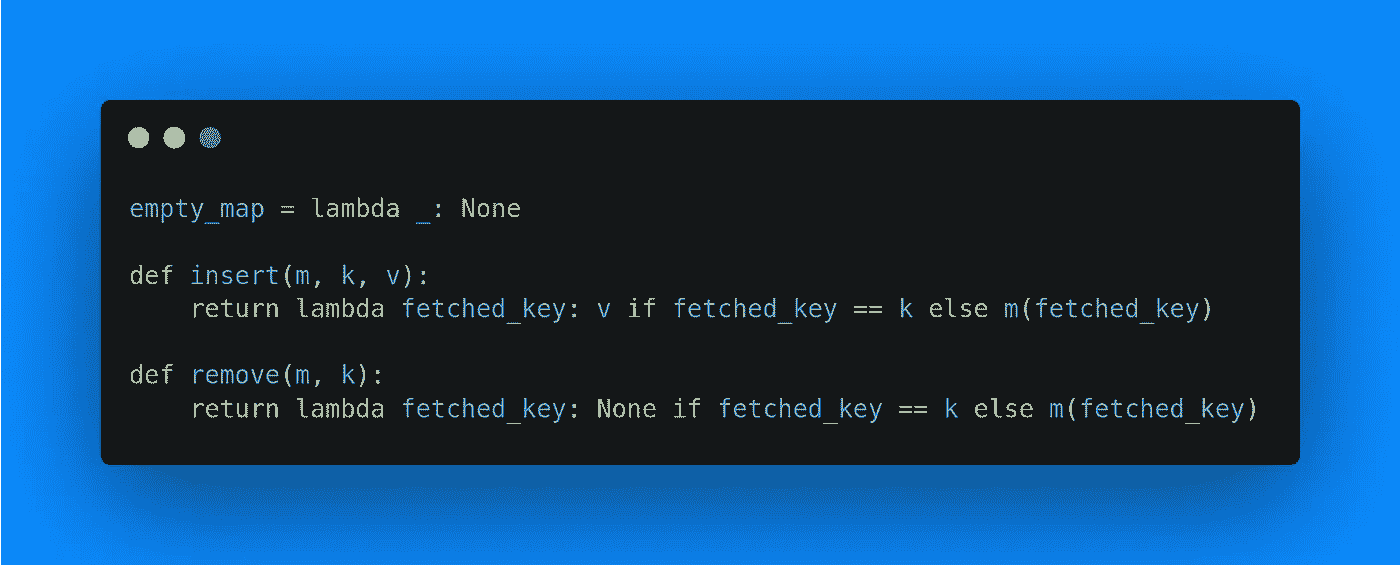 empty_map = lambda _: None
def insert(m, k, v):
    return lambda fetched_key: v if fetched_key == k else m(fetched_key)
def remove(m, k):
    return lambda fetched_key: None if fetched_key == k else m(fetched_key)